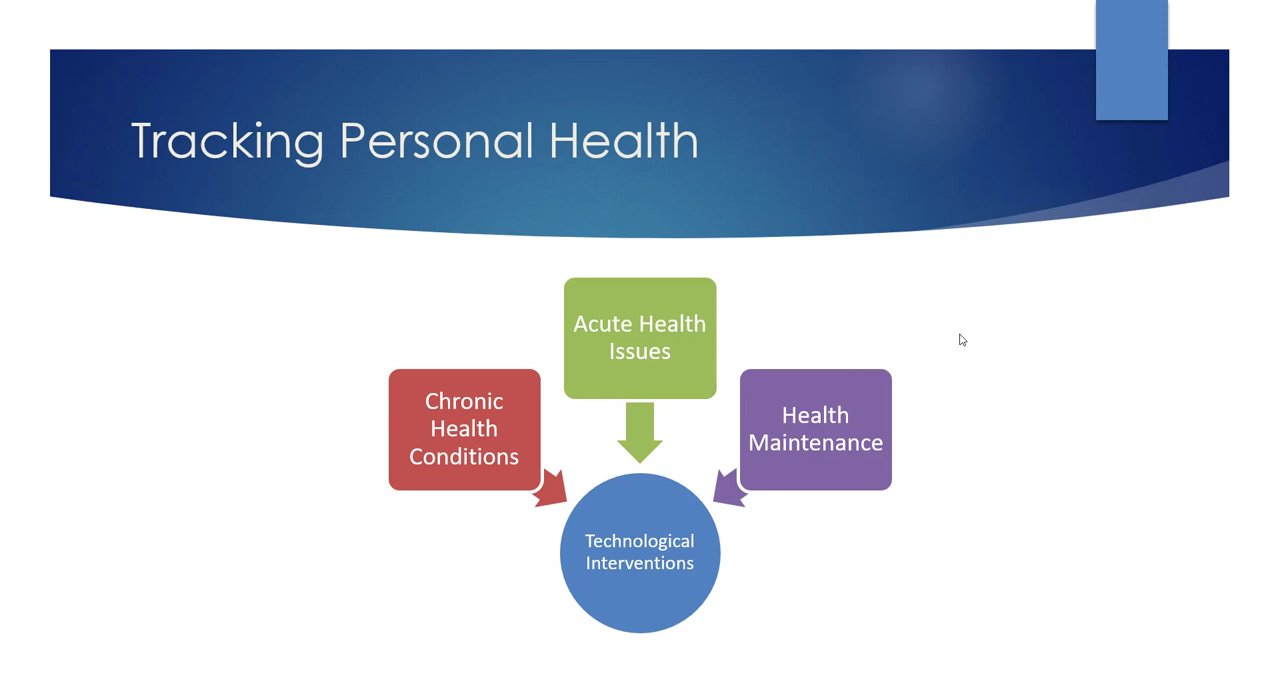 Tracking Personal Health
Acute Health
Issues
Chronic
Health
Conditions
Health
Maintenance
Technological
Interventions